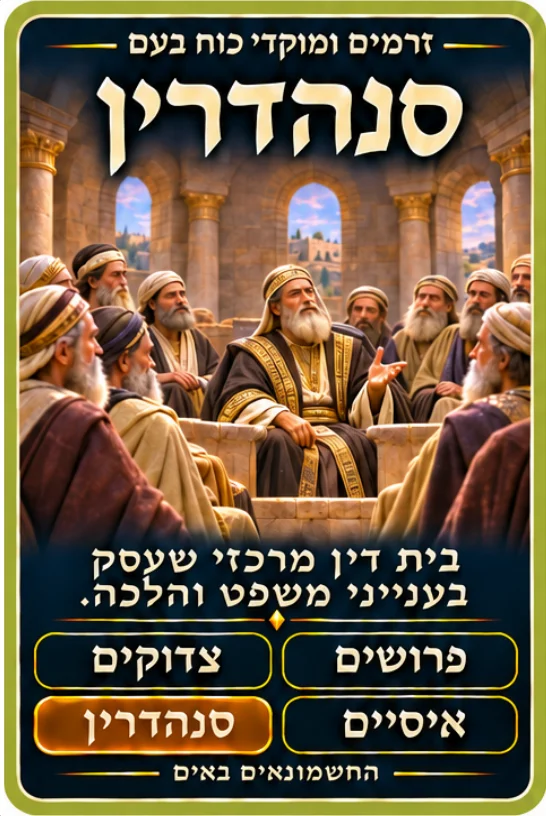 זרמים ומוקדי כוח בעם
סנהדרין
בית דין מרכזי שעסק
בענייני משפט והלכה.
פרושים
צדוקים
איסיים
סנהדרין
החשמונאים באים